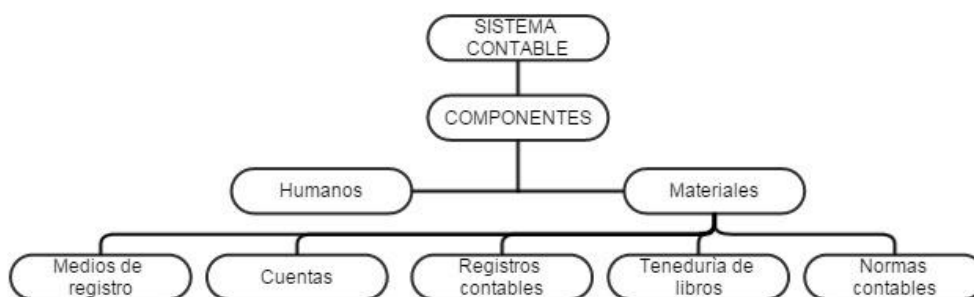 SISTEMA
CONTABLE
COMPONENTES
Humanos
Materiales
Medios de
registro
Cuentas
Registros
contables
Teneduría de
libros
Normas
contables